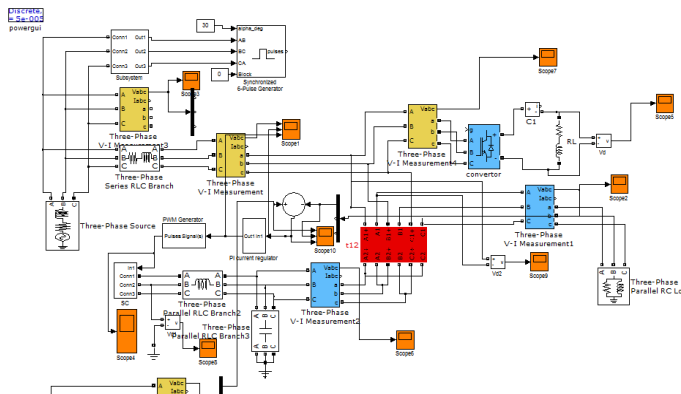 Discrete,
= 5e-005
powergui
Conn1 Out1
Conn2 Out2
Conn3 Out3
Subsystem
30
0
alpha_deg
AB
BC
CA
Block
pulses
Synchronized
6-Pulse Generator
Scope7
Scope3
A
B
C
Vabc
Iabc
a
b
c
Three-Phase
V-I Measurement3
Scope1
A
B
C
Vabc
Iabc
a
b
c
Three-Phase
V-I Measurement
A
B
C
Vabc
a
b
c
Three-Phase
V-I Measurement4
g
A
B
C
+
-
convertor
C1
RL
+
-
v
Vd
Scope5
A A
B B
C C
Three-Phase
Series RLC Branch
A B C
Three-Phase Source
PWM Generator
Pulses Signal(s)
Out1 In1
PI current regulator
Scope10
t12
A
B
C
Vabc
Iabc
a
b
c
Three-Phase
V-I Measurement1
Scope2
+
-
v
Vd2
Scope9
A B C
Three-Phase
Parallel RC Lo
In1
Conn1
Conn2
Conn3
SC
A A
B B
C C
Three-Phase
Parallel RLC Branch2
A
B
C
Vabc
Iabc
a
b
c
Three-Phase
V-I Measurement2
Scope4
Scope8
Three-Phase
Parallel RLC Branch3
A B C
Scope6
A
Vabc
Iabc